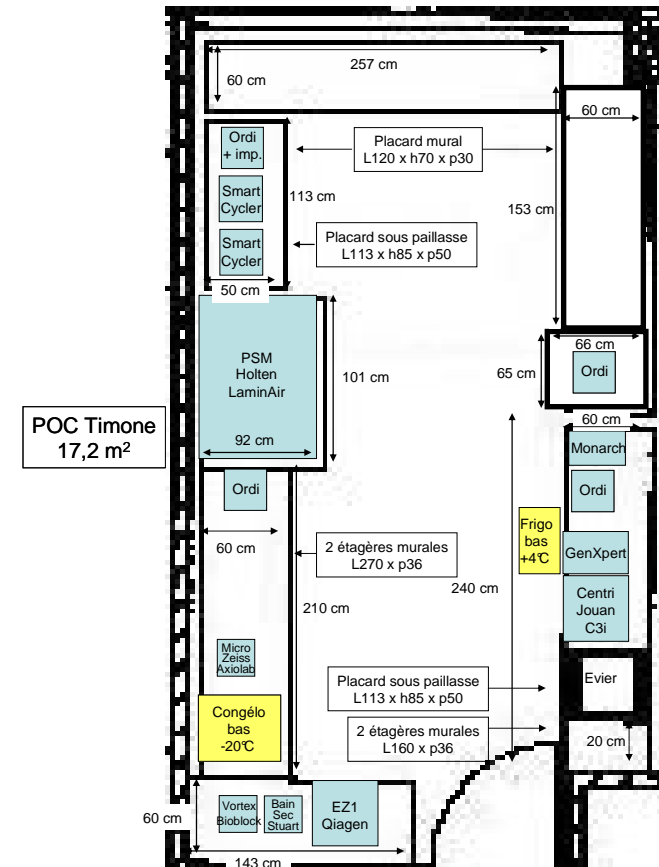 257 cm
60 cm
60 cm
Ordi
+ imp.
Placard mural
L120 x h70 x p30
Smart
Cycler
113 cm
153 cm
Smart
Cycler
Placard sous paillasse
L113 x h85 x p50
50 cm
PSM
Holten
LaminAir
101 cm
66 cm
65 cm
Ordi
POC Timone
17,2 m²
92 cm
60 cm
Monarch
Ordi
Ordi
Frigo
bas
+4°C
60 cm
2 étagères murales
L270 x p36
GenXpert
240 cm
210 cm
Centri
Jouan
C3i
Micro
Zeiss
Axiolab
Placard sous paillasse
L113 x h85 x p50
Evier
Congélo
bas
-20°C
2 étagères murales
L160 x p36
20 cm
60 cm
Vortex
Bioblock
Bain
Sec
Stuart
EZ1
Qiagen
143 cm